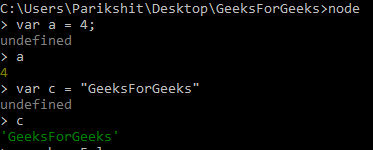 C:\Users\Parikshit\Desktop\GeeksForGeeks>node
> var a = 4;
undefined
> a
4
> var c = "GeeksForGeeks"
undefined
> c
'GeeksForGeeks'